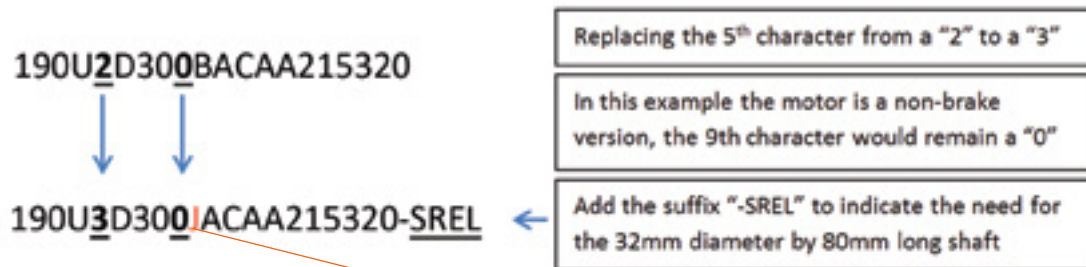 Replacing the 5th character from a "2" to a "3"
190U2D300BACAA215320
In this example the motor is a non-brake
version, the 9th character would remain a "0"
190U3D300JACAA215320-SREL
Add the suffix "-SREL" to indicate the need for
the 32mm diameter by 80mm long shaft